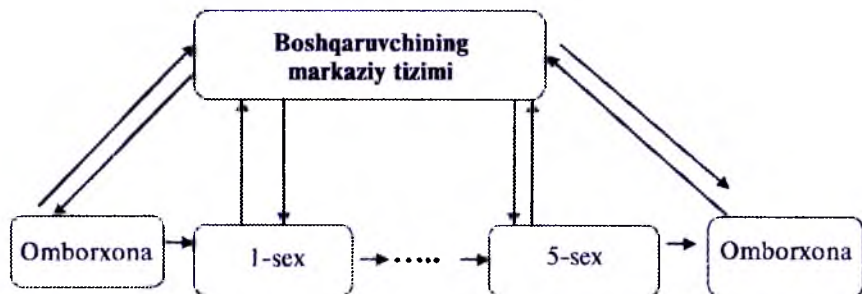 Boshqaruvchining
markaziy tizimi
Omborxona
1-sex
.....
5-sex
Omborxona